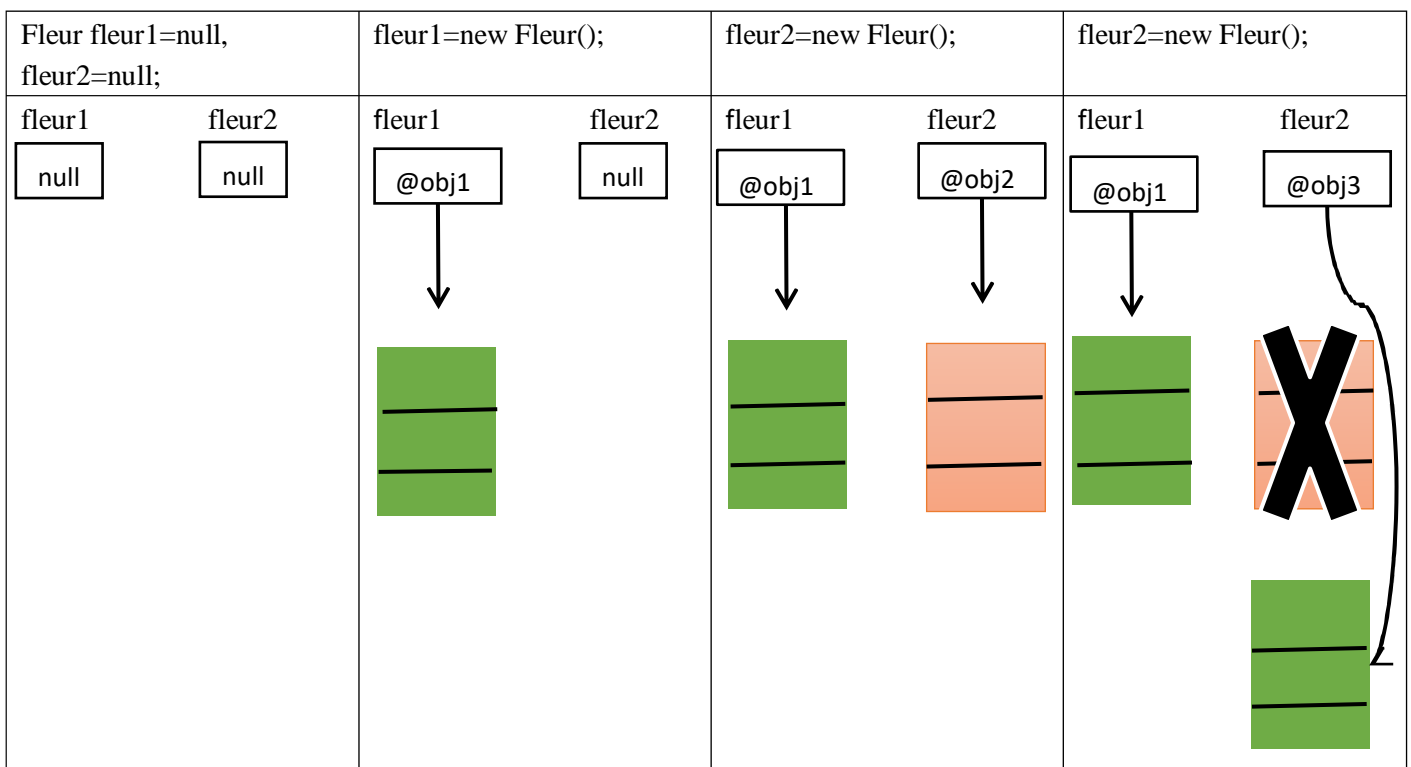 Fleur fleur1=null,
fleur2=null;
fleur1=new Fleur();
fleur2=new Fleur();
fleur2=new Fleur();
fleur1 fleur2
null null
fleur1 fleur2
@obj1 null
fleur1 fleur2
@obj1 @obj2
fleur1 fleur2
@obj1 @obj3